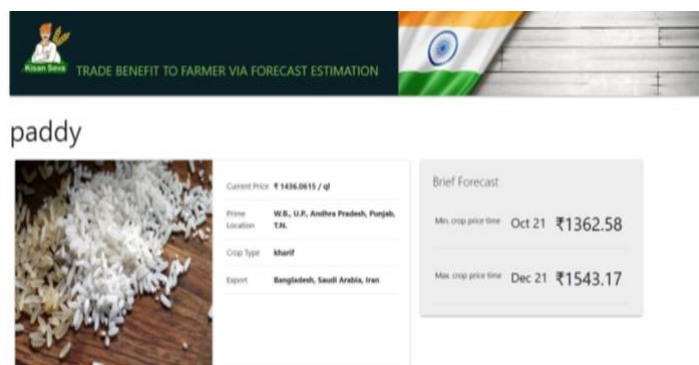 Kisan Seva
TRADE BENEFIT TO FARMER VIA FORECAST ESTIMATION
paddy
Current Price ₹ 1436.0615 / ql
Prime Location W.B., U.P., Andhra Pradesh, Punjab,
T.N.
Crop Type kharif
Export Bangladesh, Saudi Arabia, Iran
Brief Forecast
Min. crop price time Oct 21 ₹1362.58
Max. crop price time Dec 21 ₹1543.17